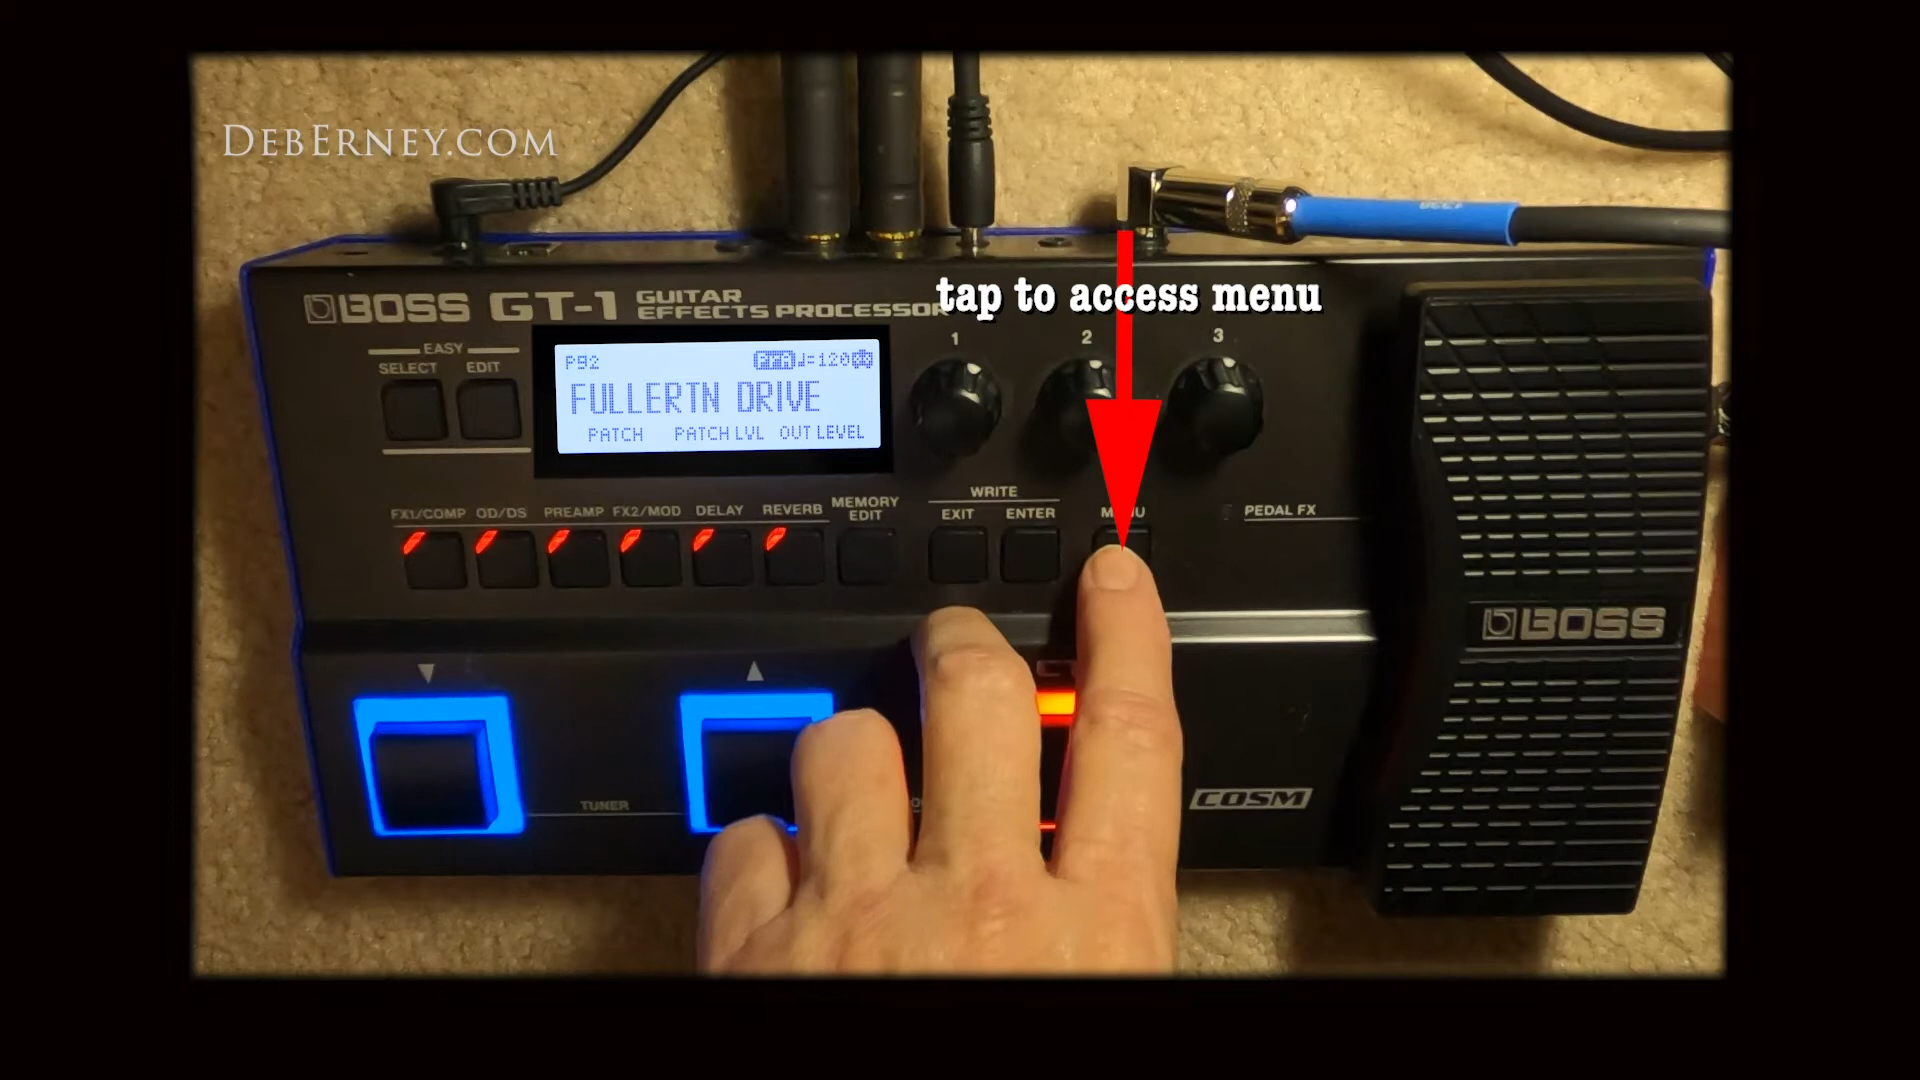 DebErney.com
BOSS GT-1 GUITAR EFFECTS PROCESSOR
tap to access menu
1 2 3
EASY
SELECT EDIT
P92 ♩=120
FULLERTN DRIVE
PATCH PATCH LVL OUT LEVEL
WRITE
FX1/COMP OD/DS PREAMP FX2/MOD DELAY REVERB MEMORY EDIT EXIT ENTER MENU PEDAL FX
BOSS
TUNER
COSM